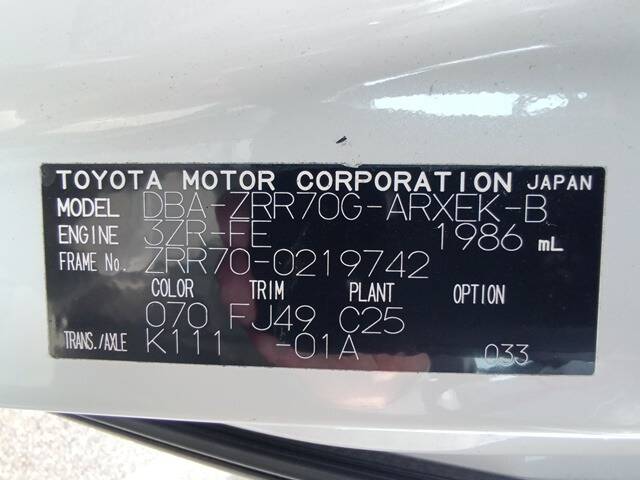 TOYOTA MOTOR CORPORATION JAPAN
MODEL DBA-ZRR70G-ARXEK-B
ENGINE 3ZR-FE 1986 mL
FRAME No. ZRR70-0219742
COLOR TRIM PLANT OPTION
070 FJ49 C25
TRANS./AXLE K111 -01A 033